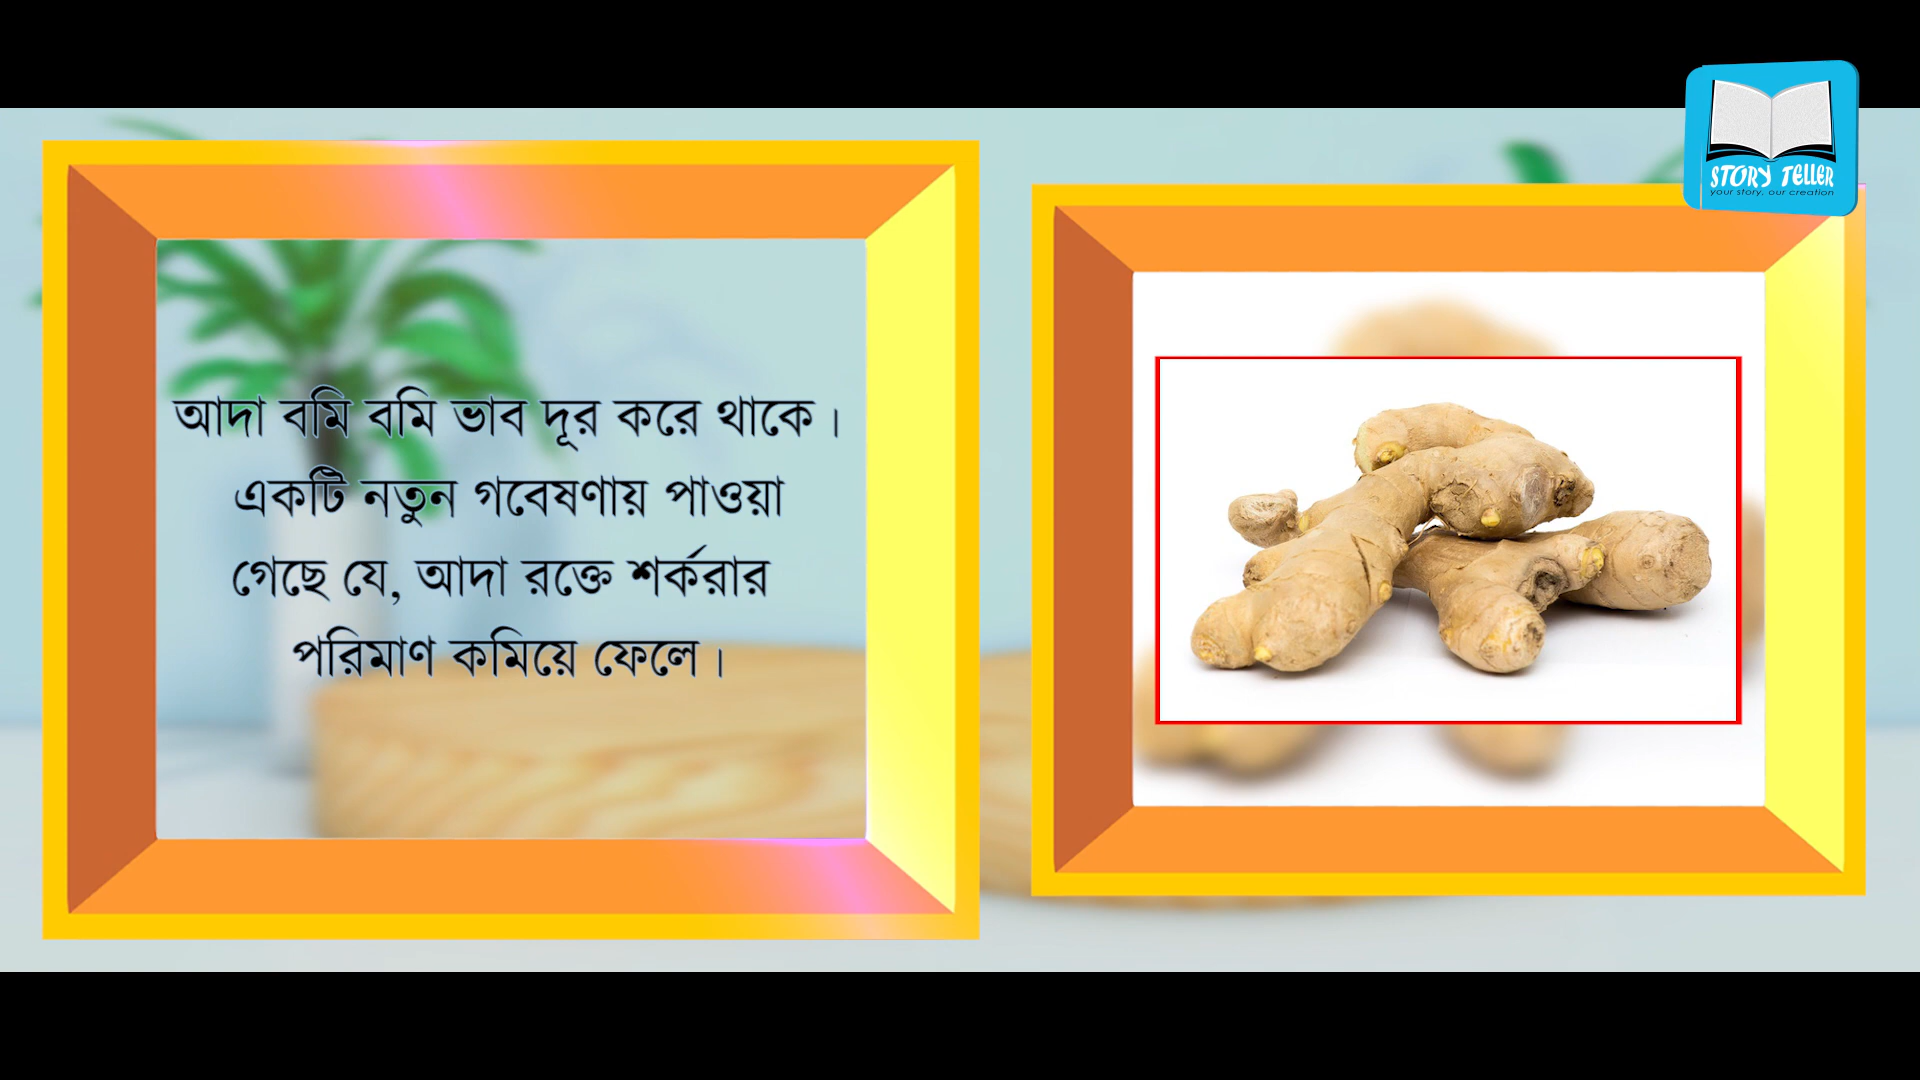 আদা বমি বমি ভাব দূর করে থাকে।
একটি নতুন গবেষণায় পাওয়া
গেছে যে, আদা রক্তে শর্করার
পরিমাণ কমিয়ে ফেলে।
STORY TELLER
your story, our creation